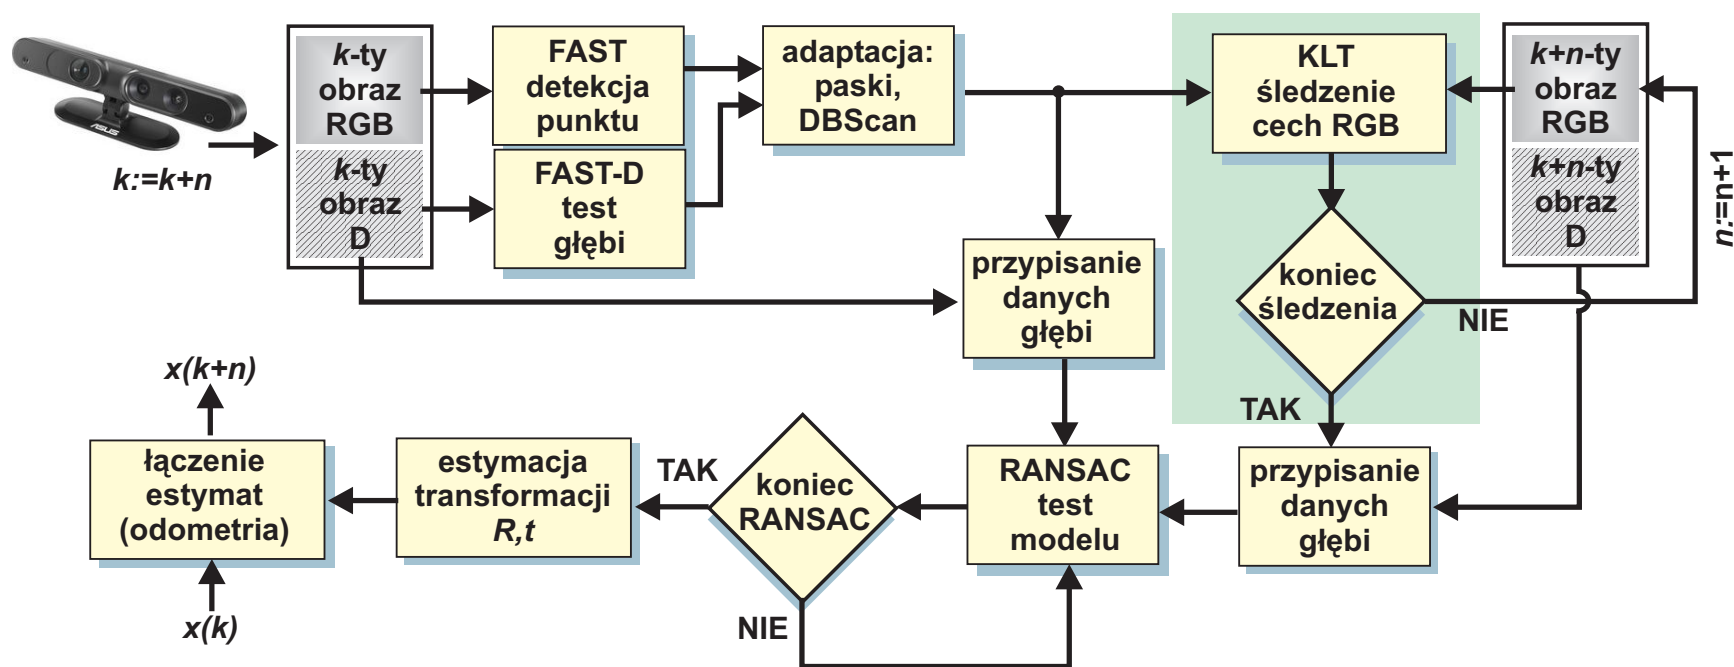 ASUS
k:=k+n
k-ty
obraz
RGB
k-ty
obraz
D
FAST
detekcja
punktu
FAST-D
test
głębi
adaptacja:
paski,
DBScan
KLT
śledzenie
cech RGB
k+n-ty
obraz
RGB
k+n-ty
obraz
D
n:=n+1
przypisanie
danych
głębi
koniec
śledzenia
NIE
TAK
x(k+n)
łączenie
estymat
(odometria)
x(k)
estymacja
transformacji
R,t
TAK
koniec
RANSAC
NIE
RANSAC
test
modelu
przypisanie
danych
głębi